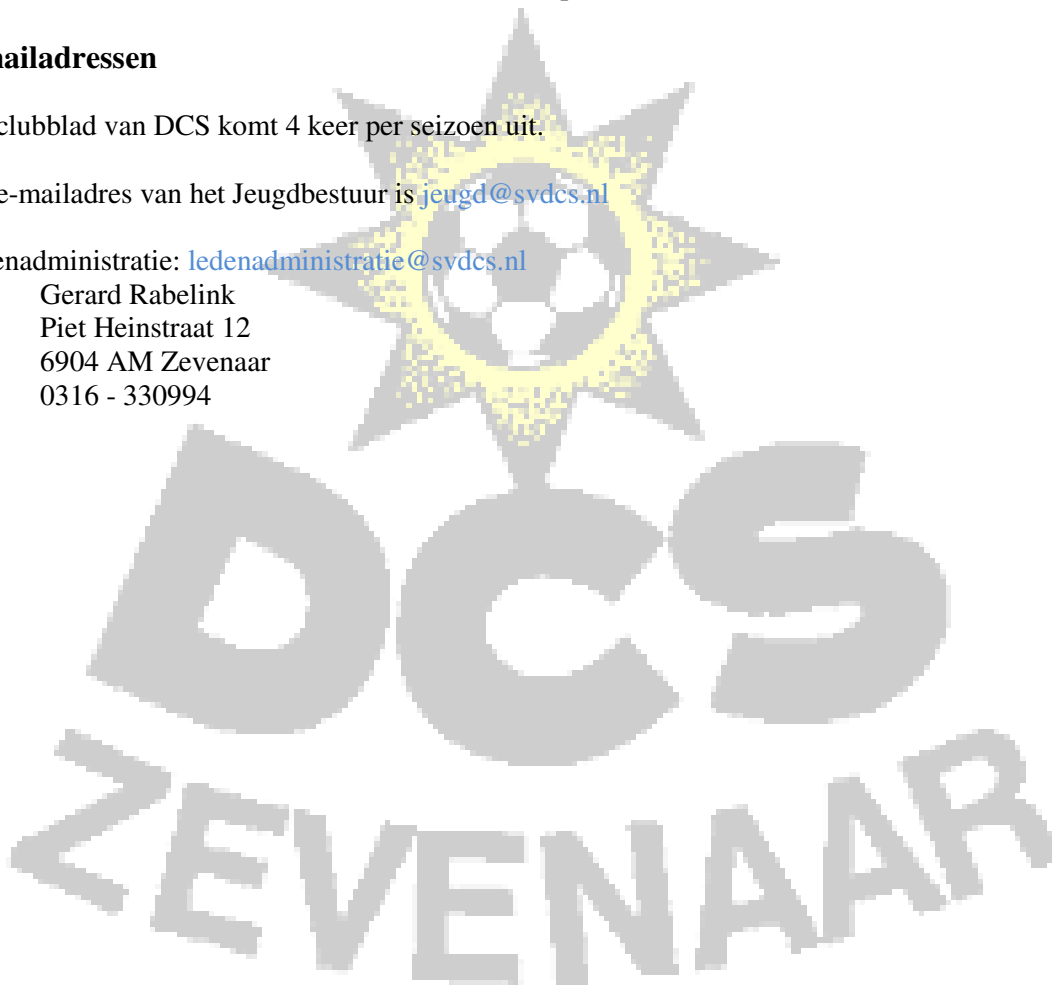 mailadressen
clubblad van DCS komt 4 keer per seizoen uit.
e-mailadres van het Jeugdbestuur is jeugd@svdcs.nl
enadministratie: ledenadministratie@svdcs.nl
Gerard Rabelink
Piet Heinstraat 12
6904 AM Zevenaar
0316 - 330994
DCS
ZEVENAAR